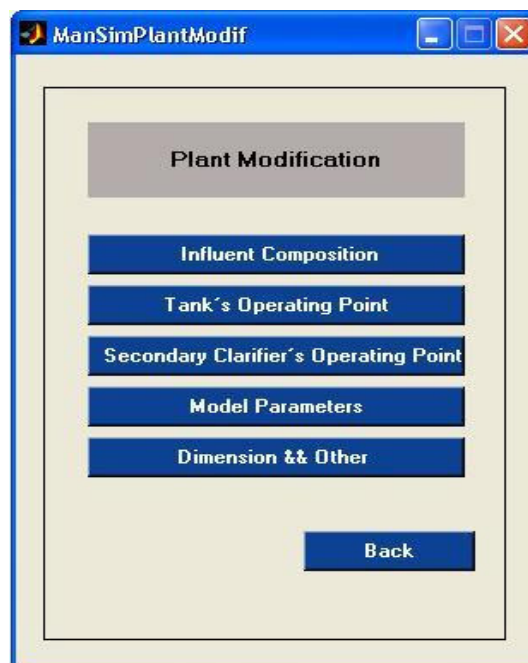 ManSimPlantModif
Plant Modification
Influent Composition
Tank´s Operating Point
Secondary Clarifier´s Operating Point
Model Parameters
Dimension && Other
Back